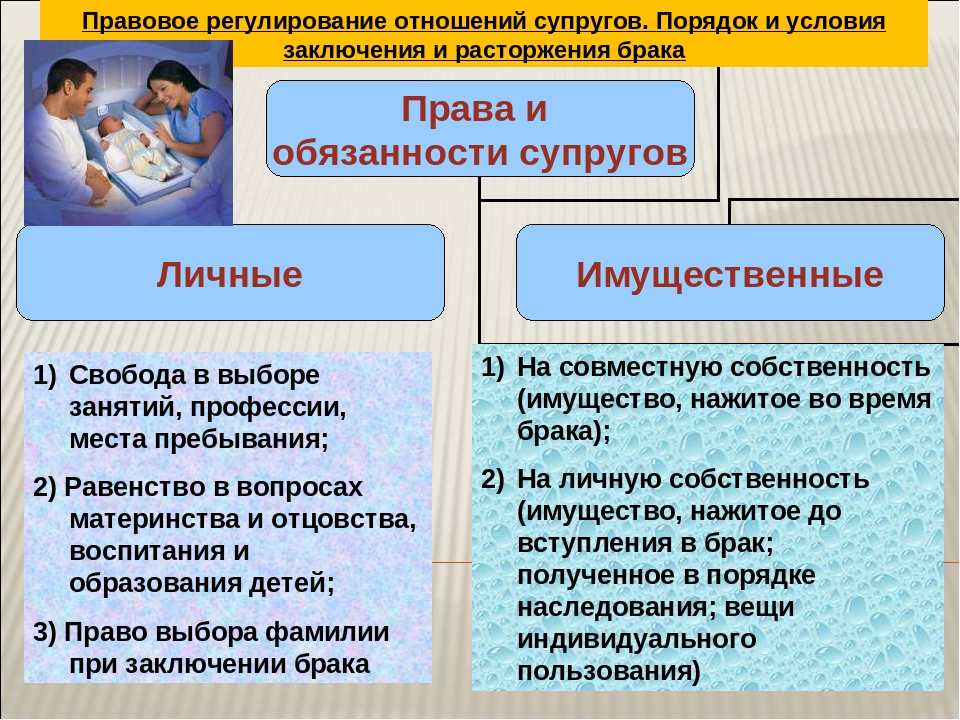 Правовое регулирование отношений супругов. Порядок и условия
заключения и расторжения брака
Права и
обязанности супругов
Личные
Имущественные
1) Свобода в выборе
занятий, профессии,
места пребывания;
2) Равенство в вопросах
материнства и отцовства,
воспитания и
образования детей;
3) Право выбора фамилии
при заключении брака
1) На совместную собственность
(имущество, нажитое во время
брака);
2) На личную собственность
(имущество, нажитое до
вступления в брак;
полученное в порядке
наследования; вещи
индивидуального
пользования)